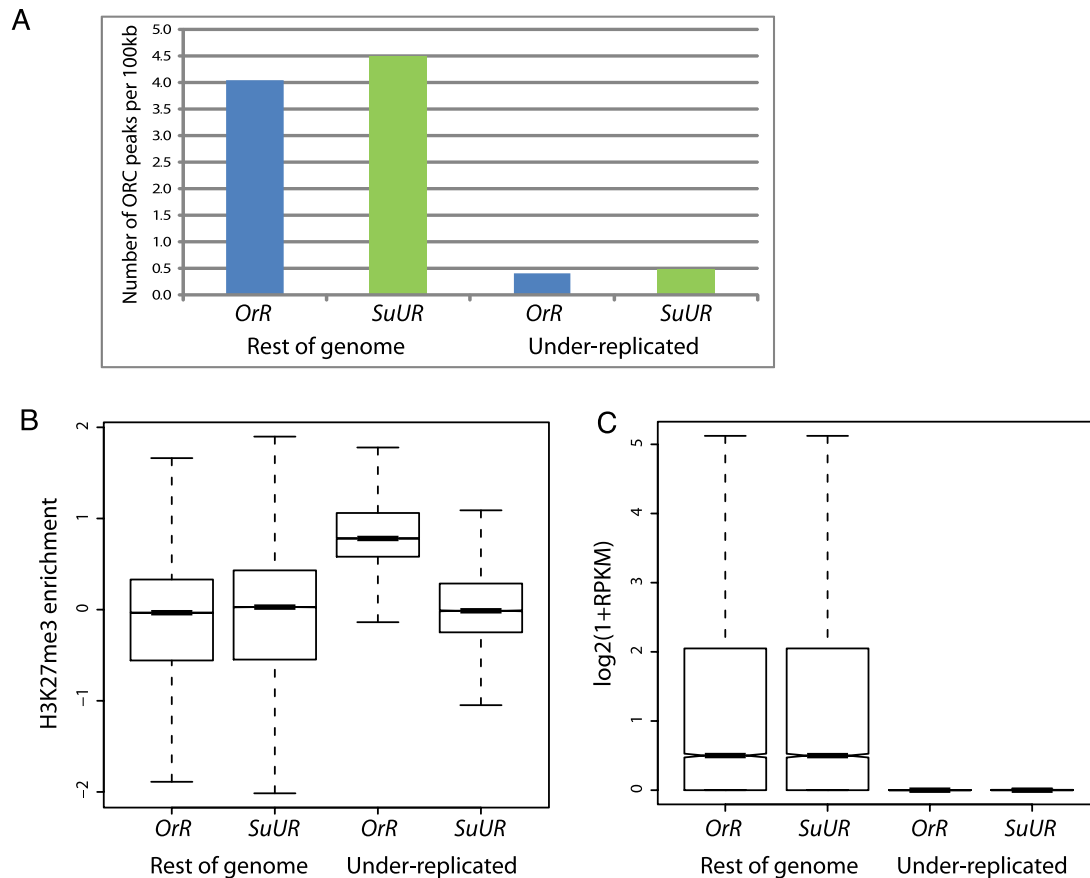 A
Number of ORC peaks per 100kb
5.0
4.5
4.0
3.5
3.0
2.5
2.0
1.5
1.0
0.5
0.0
OrR SuUR OrR SuUR
Rest of genome Under-replicated
B
H3K27me3 enrichment
2
1
0
−1
−2
OrR SuUR OrR SuUR
Rest of genome Under-replicated
C
log2(1+RPKM)
5
4
3
2
1
0
OrR SuUR OrR SuUR
Rest of genome Under-replicated